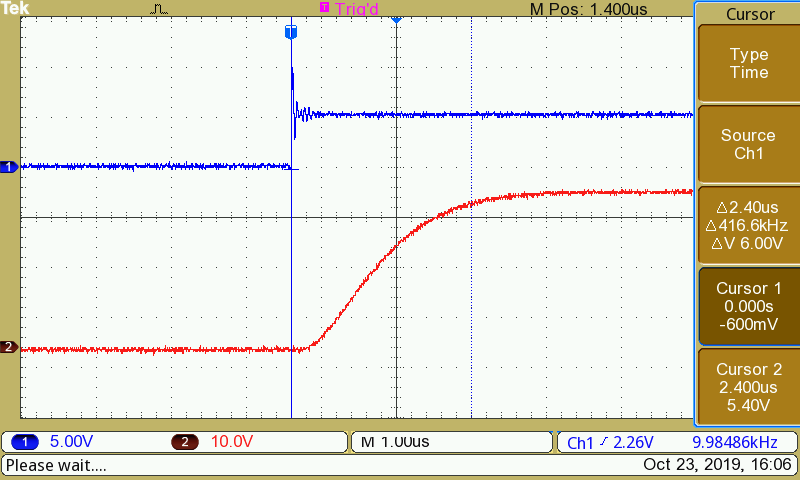 Tek T Trig'd M Pos: 1.400us Cursor
T
Type
Time
Source
Ch1
1
△2.40us
△416.6kHz
△V 6.00V
Cursor 1
0.000s
-600mV
2
Cursor 2
2.400us
5.40V
1 5.00V 2 10.0V M 1.00us Ch1 2.26V 9.98486kHz
Please wait.... Oct 23, 2019, 16:06